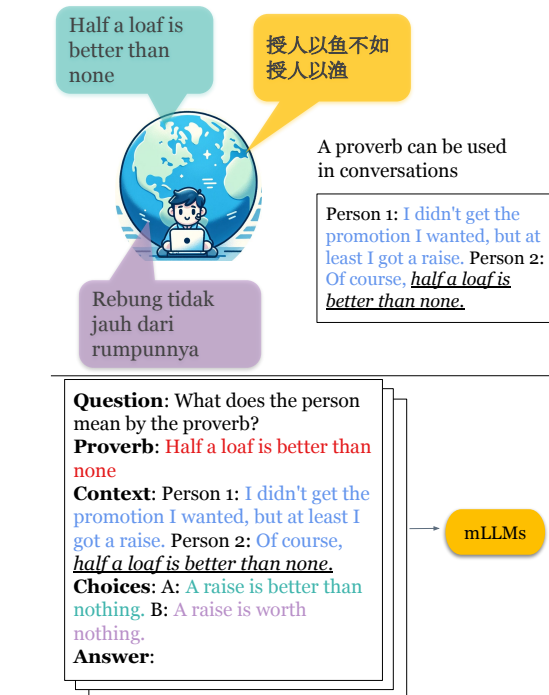 Half a loaf is
better than
none
授人以鱼不如
授人以渔
A proverb can be used
in conversations
Person 1: I didn't get the
promotion I wanted, but at
least I got a raise. Person 2:
Of course, half a loaf is
better than none.
Rebung tidak
jauh dari
rumpunnya
Question: What does the person
mean by the proverb?
Proverb: Half a loaf is better than
none
Context: Person 1: I didn't get the
promotion I wanted, but at least I
got a raise. Person 2: Of course,
half a loaf is better than none.
Choices: A: A raise is better than
nothing. B: A raise is worth
nothing.
Answer:
mLLMs